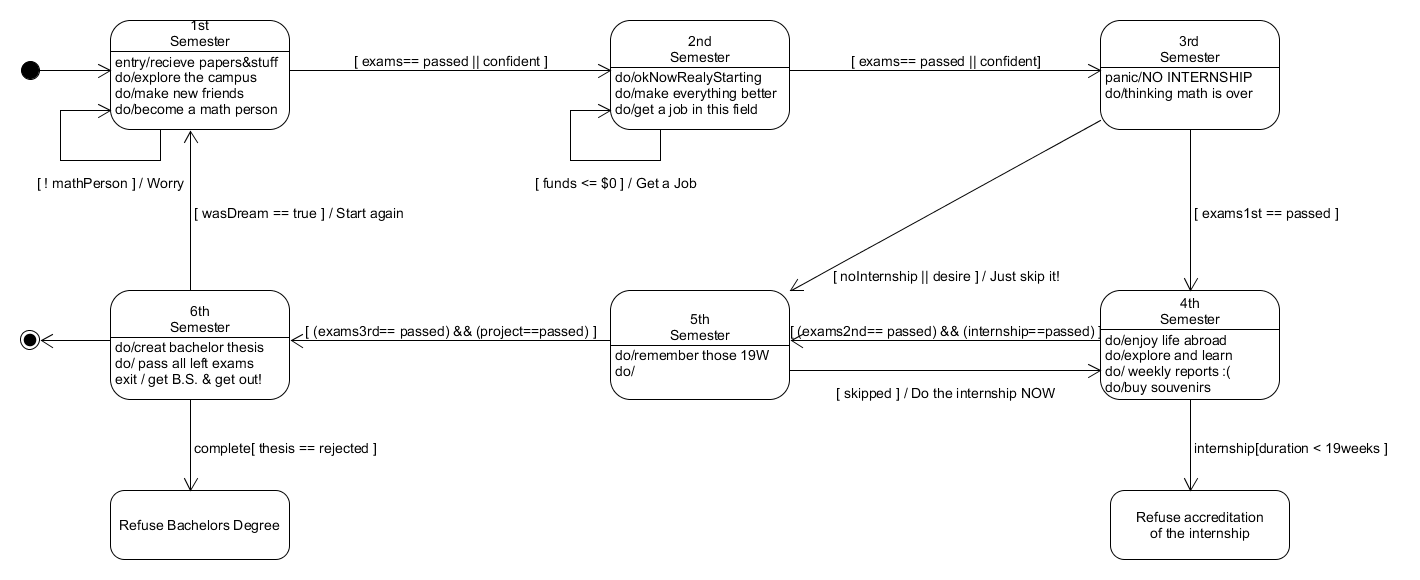 1st
Semester
entry/recieve papers&stuff
do/explore the campus
do/make new friends
do/become a math person
[ exams== passed || confident ]
2nd
Semester
do/okNowRealyStarting
do/make everything better
do/get a job in this field
[ exams== passed || confident]
3rd
Semester
panic/NO INTERNSHIP
do/thinking math is over
[ ! mathPerson ] / Worry
[ funds <= $0 ] / Get a Job
[ wasDream == true ] / Start again
[ exams1st == passed ]
[ noInternship || desire ] / Just skip it!
6th
Semester
do/creat bachelor thesis
do/ pass all left exams
exit / get B.S. & get out!
[ (exams3rd== passed) && (project==passed) ]
5th
Semester
do/remember those 19W
do/
[ (exams2nd== passed) && (internship==passed) ]
4th
Semester
do/enjoy life abroad
do/explore and learn
do/ weekly reports :(
do/buy souvenirs
[ skipped ] / Do the internship NOW
complete[ thesis == rejected ]
internship[duration < 19weeks ]
Refuse Bachelors Degree
Refuse accreditation
of the internship